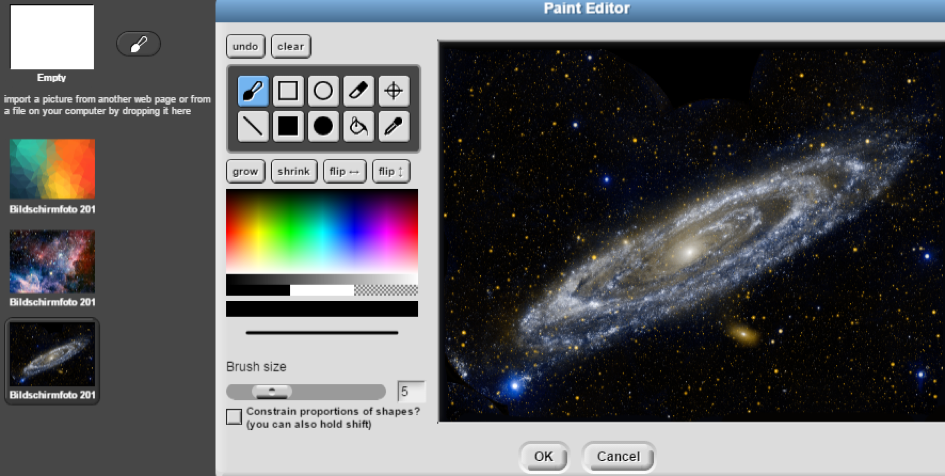 Paint Editor
undo
clear
Empty
import a picture from another web page or from
a file on your computer by dropping it here
grow
shrink
flip ↔
flip ↕
Bildschirmfoto 201
Bildschirmfoto 201
Bildschirmfoto 201
Brush size
5
Constrain proportions of shapes?
(you can also hold shift)
OK
Cancel